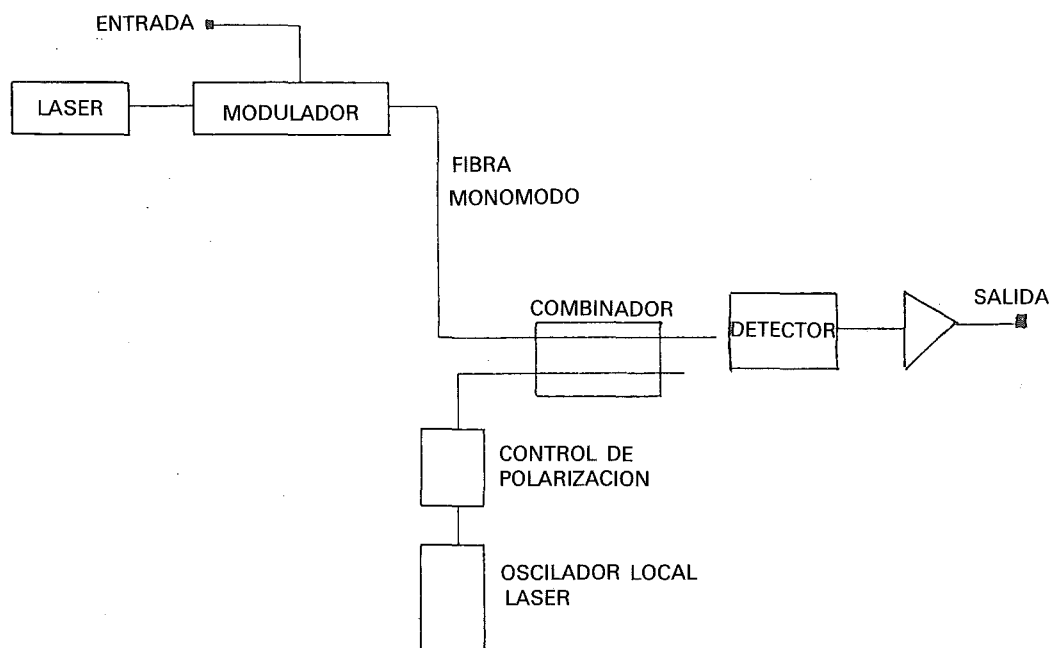 ENTRADA
LASER
MODULADOR
FIBRA
MONOMODO
COMBINADOR
DETECTOR
SALIDA
CONTROL DE
POLARIZACION
OSCILADOR LOCAL
LASER